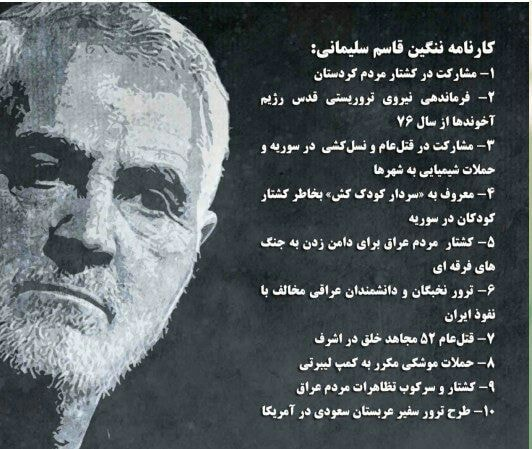 کارنامه ننگین قاسم سلیمانی:
۱- مشارکت در کشتار مردم کردستان
۲- فرماندهی نیروی تروریستی قدس رژیم
آخوندها از سال ۷۶
۳- مشارکت در قتل‌عام و نسل‌کشی در سوریه و
حملات شیمیایی به شهرها
۴- معروف به «سردار کودک کش» بخاطر کشتار
کودکان در سوریه
۵- کشتار مردم عراق برای دامن زدن به جنگ
های فرقه ای
۶- ترور نخبگان و دانشمندان عراقی مخالف با
نفوذ ایران
۷- قتل‌عام ۵۲ مجاهد خلق در اشرف
۸- حملات موشکی مکرر به کمپ لیبرتی
۹- کشتار و سرکوب تظاهرات مردم عراق
۱۰- طرح ترور سفیر عربستان سعودی در آمریکا